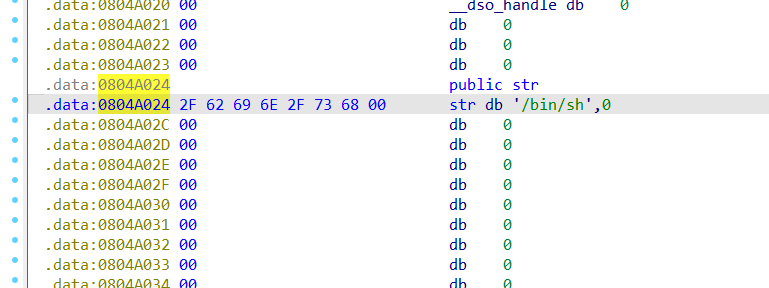 .data:0804A020 00 __dso_handle db 0
.data:0804A021 00 db 0
.data:0804A022 00 db 0
.data:0804A023 00 db 0
.data:0804A024 public str
.data:0804A024 2F 62 69 6E 2F 73 68 00 str db '/bin/sh',0
.data:0804A02C 00 db 0
.data:0804A02D 00 db 0
.data:0804A02E 00 db 0
.data:0804A02F 00 db 0
.data:0804A030 00 db 0
.data:0804A031 00 db 0
.data:0804A032 00 db 0
.data:0804A033 00 db 0
.data:0804A034 00 db 0